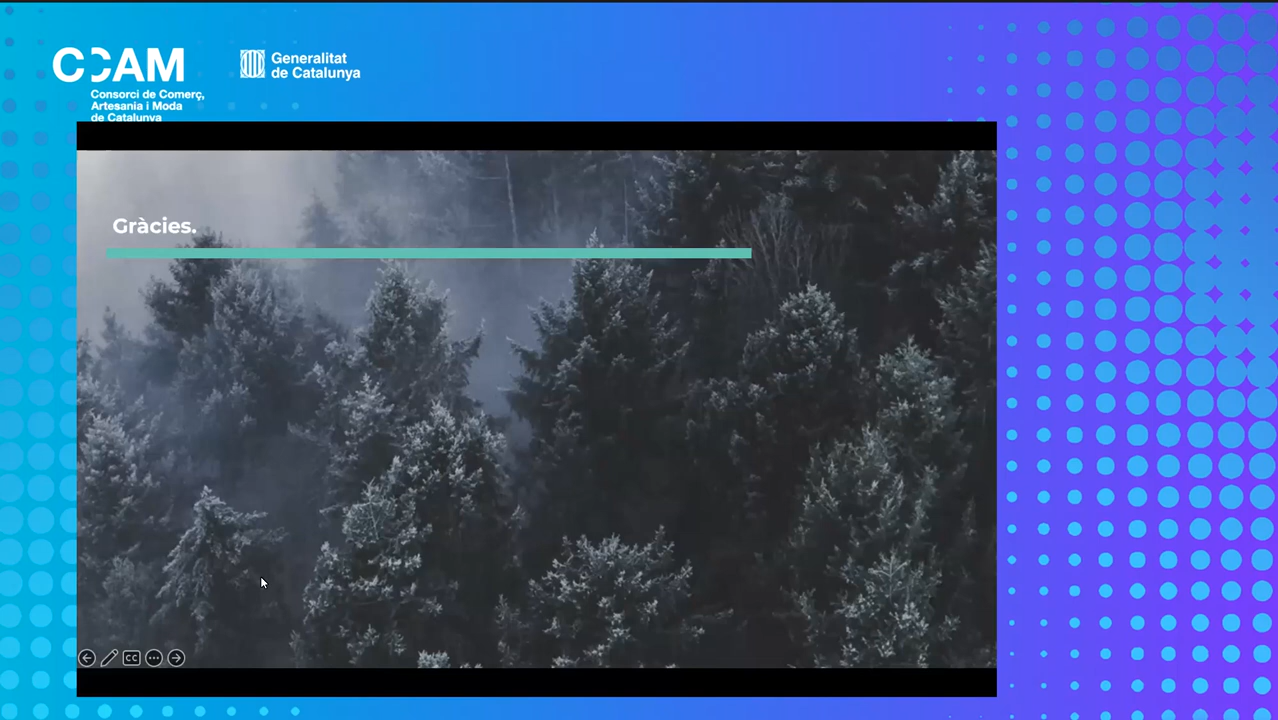 CCAM
Consorci de Comerç,
Artesania i Moda
de Catalunya
Generalitat
de Catalunya
Gràcies.
CC